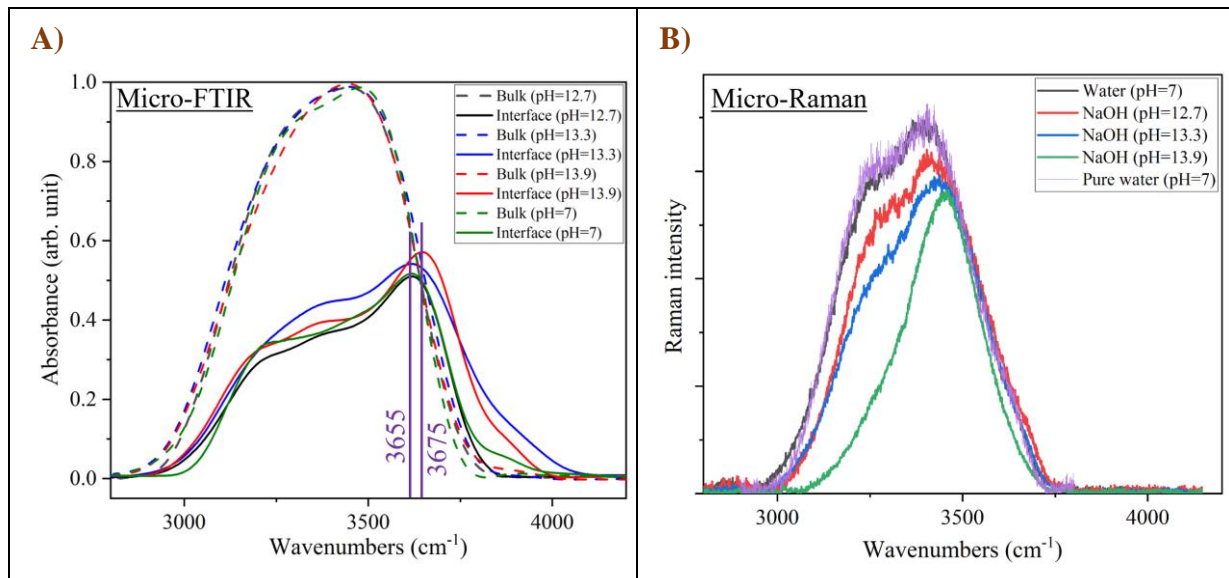 A)
Micro-FTIR
Bulk (pH=12.7)
Interface (pH=12.7)
Bulk (pH=13.3)
Interface (pH=13.3)
Bulk (pH=13.9)
Interface (pH=13.9)
Bulk (pH=7)
Interface (pH=7)
1.0
0.8
0.6
0.4
0.2
0.0
Absorbance (arb. unit)
3655
3675
3000
3500
4000
Wavenumbers (cm⁻¹)
B)
Micro-Raman
Water (pH=7)
NaOH (pH=12.7)
NaOH (pH=13.3)
NaOH (pH=13.9)
Pure water (pH=7)
Raman intensity
3000
3500
4000
Wavenumbers (cm⁻¹)